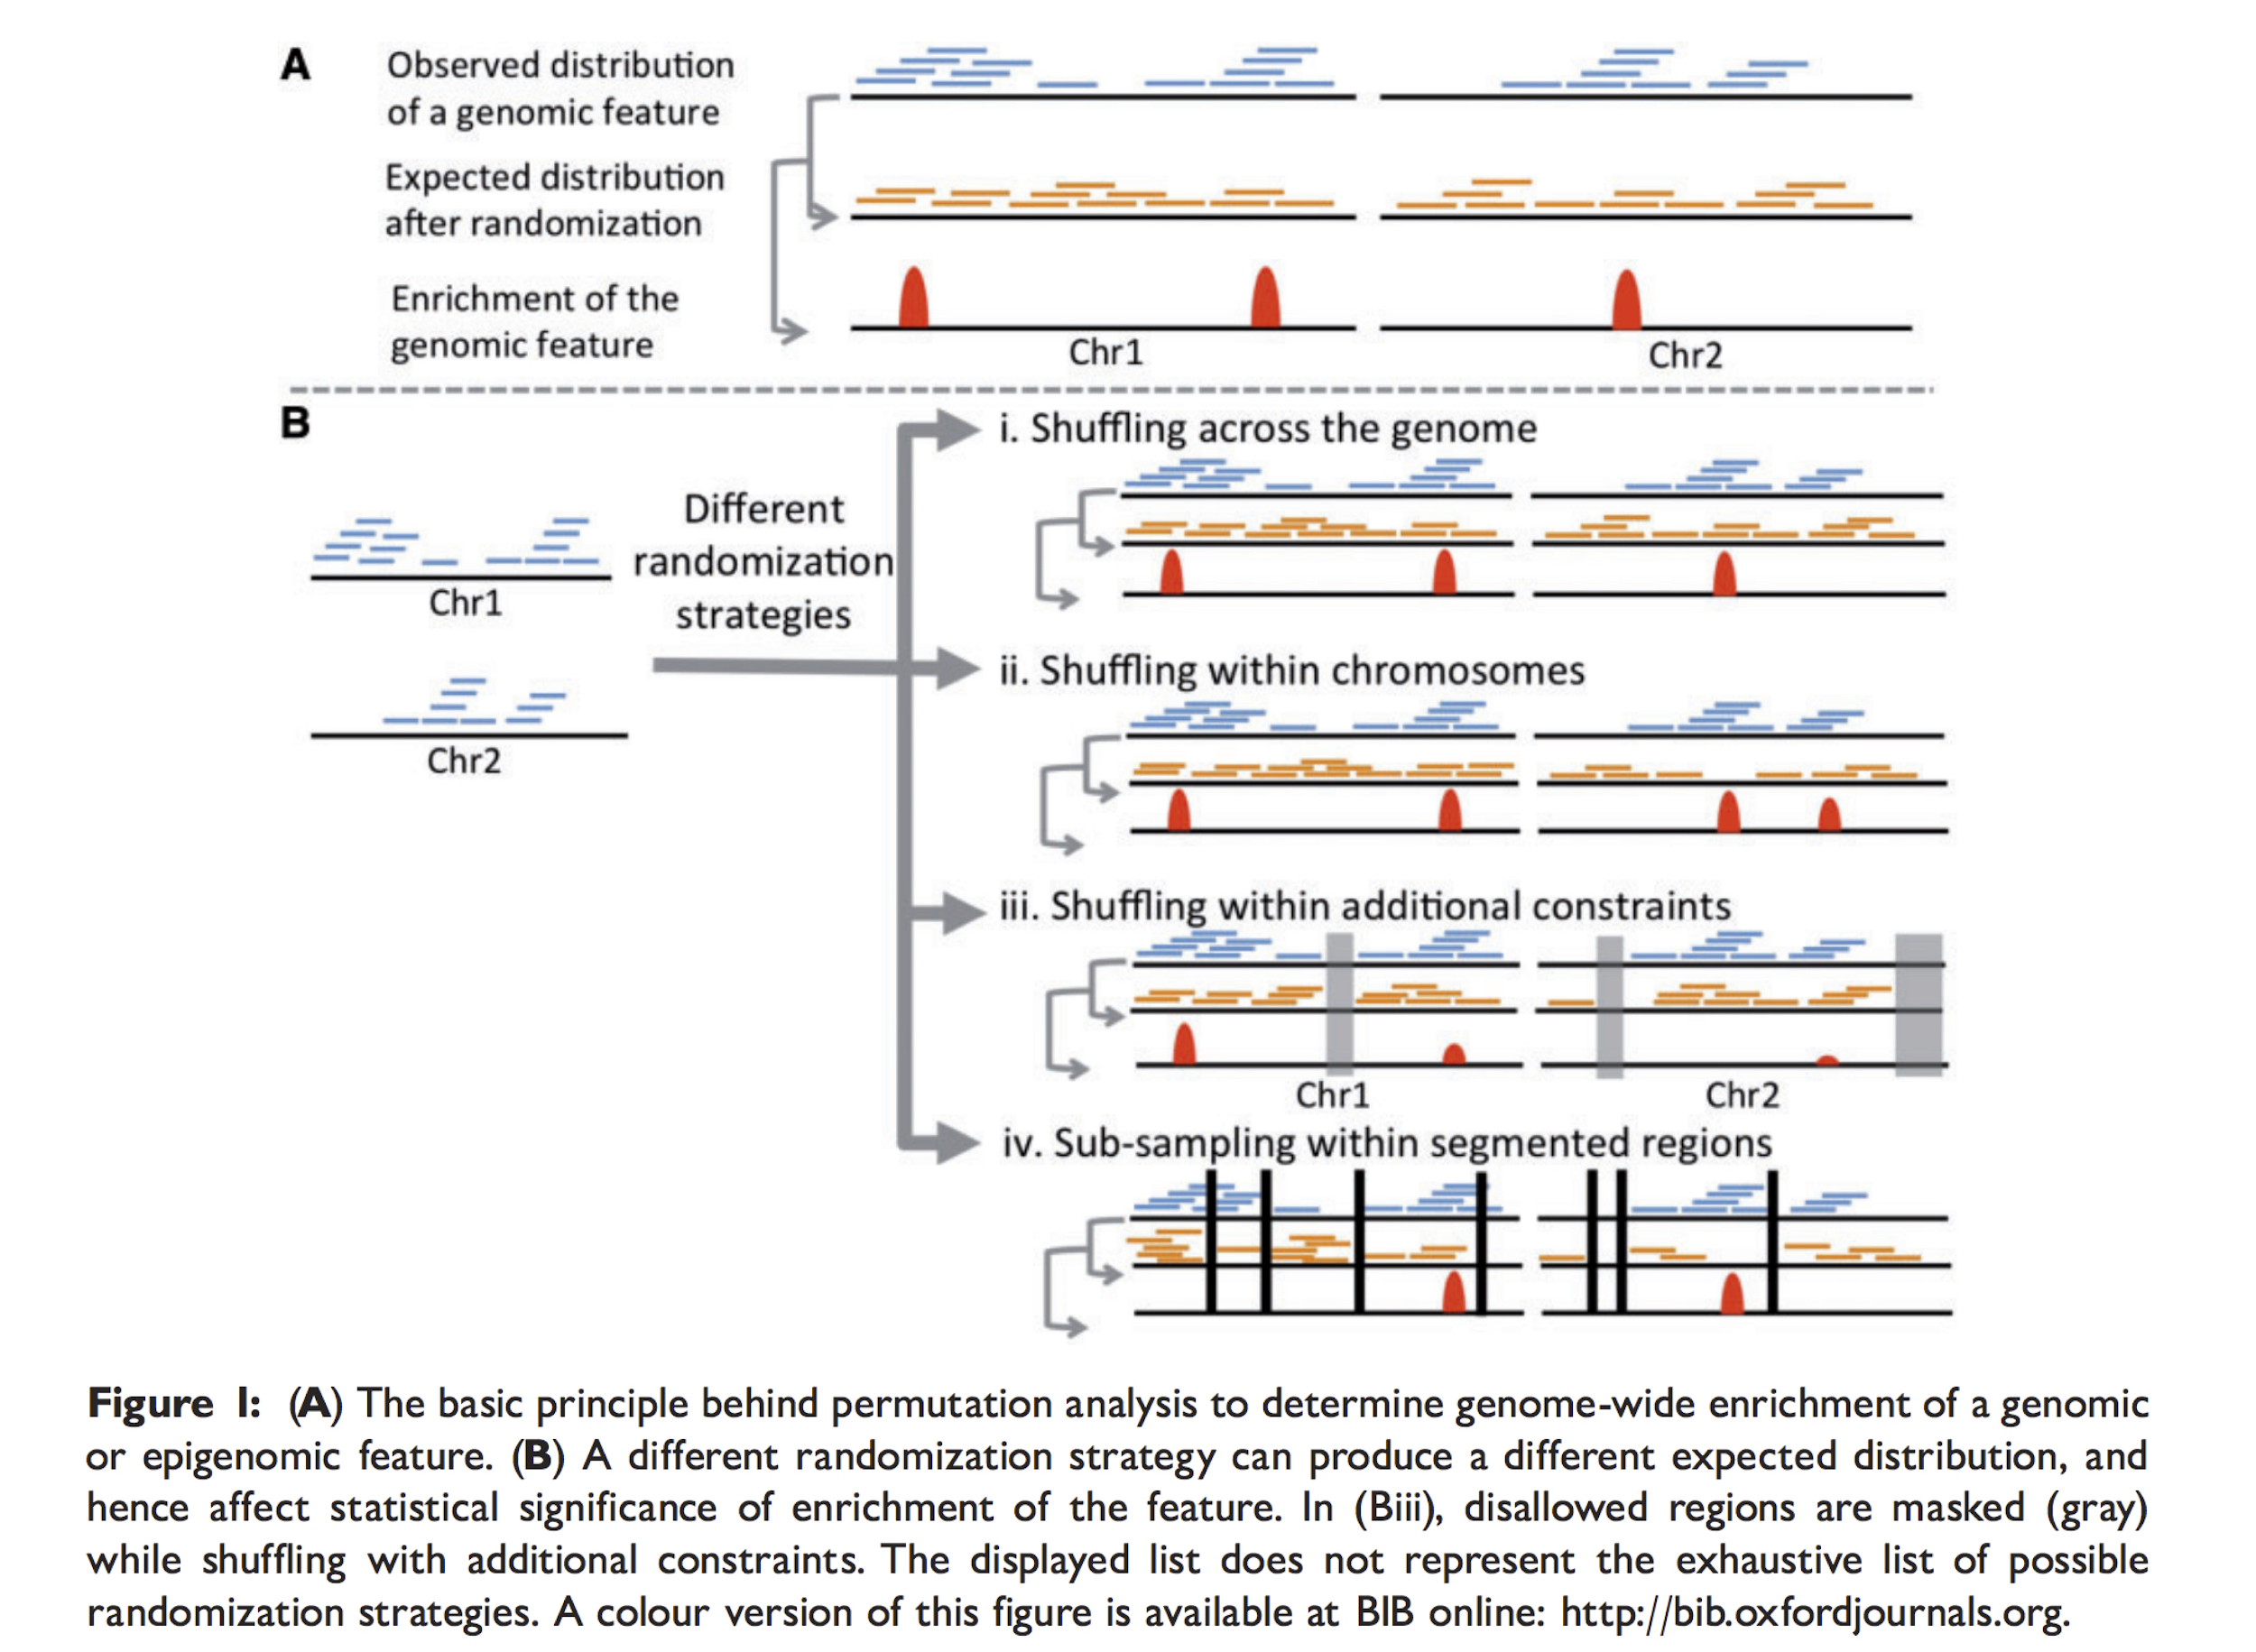 A
Observed distribution
of a genomic feature
Expected distribution
after randomization
Enrichment of the
genomic feature
Chr1
Chr2
B
Chr1
Chr2
Different
randomization
strategies
i. Shuffling across the genome
ii. Shuffling within chromosomes
iii. Shuffling within additional constraints
Chr1
Chr2
iv. Sub-sampling within segmented regions
Figure 1: (A) The basic principle behind permutation analysis to determine genome-wide enrichment of a genomic
or epigenomic feature. (B) A different randomization strategy can produce a different expected distribution, and
hence affect statistical significance of enrichment of the feature. In (Biii), disallowed regions are masked (gray)
while shuffling with additional constraints. The displayed list does not represent the exhaustive list of possible
randomization strategies. A colour version of this figure is available at BIB online: http://bib.oxfordjournals.org.